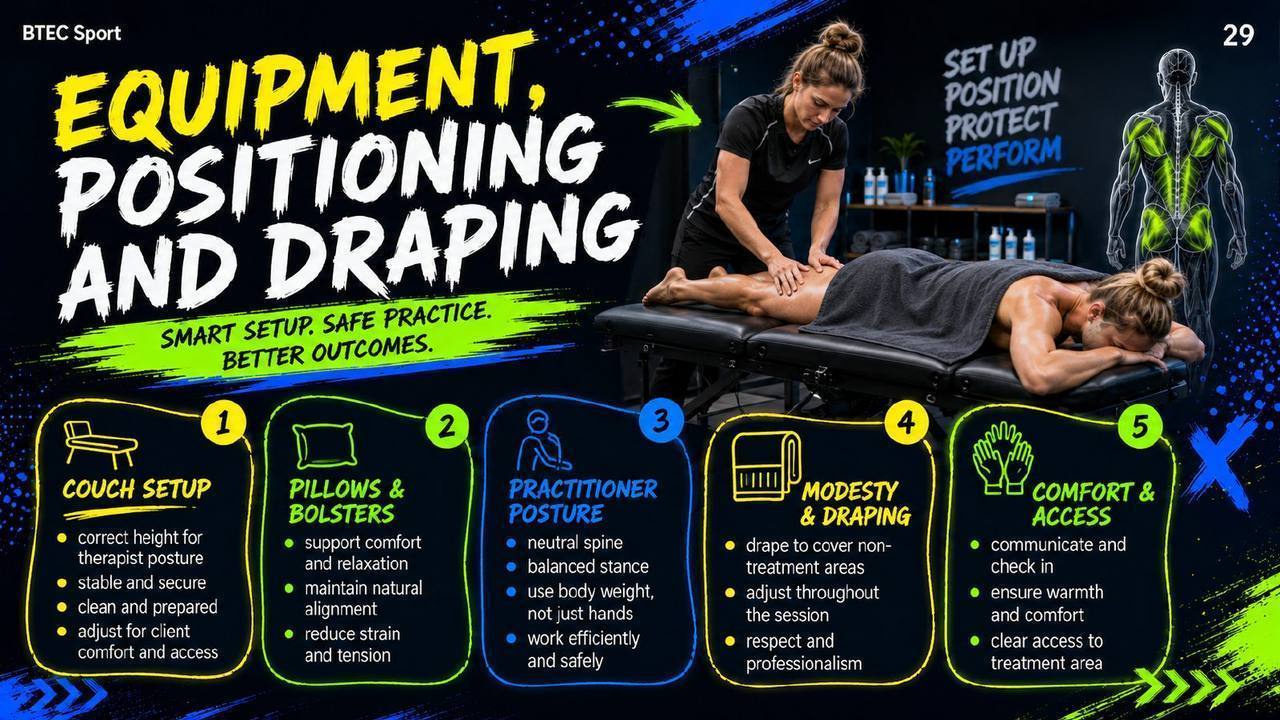 BTEC Sport
29
EQUIPMENT,
POSITIONING
AND DRAPING
SMART SETUP. SAFE PRACTICE.
BETTER OUTCOMES.
SET UP
POSITION
PROTECT
PERFORM
1
COUCH SETUP
correct height for
therapist posture
stable and secure
clean and prepared
adjust for client
comfort and access
2
PILLOWS &
BOLSTERS
support comfort
and relaxation
maintain natural
alignment
reduce strain
and tension
3
PRACTITIONER
POSTURE
neutral spine
balanced stance
use body weight,
not just hands
work efficiently
and safely
4
MODESTY
& DRAPING
drape to cover non-
treatment areas
adjust throughout
the session
respect and
professionalism
5
COMFORT &
ACCESS
communicate and
check in
ensure warmth
and comfort
clear access to
treatment area